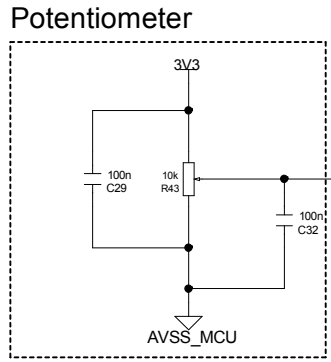 Potentiometer
3V3
100n
C29
10k
R43
100n
C32
AVSS_MCU